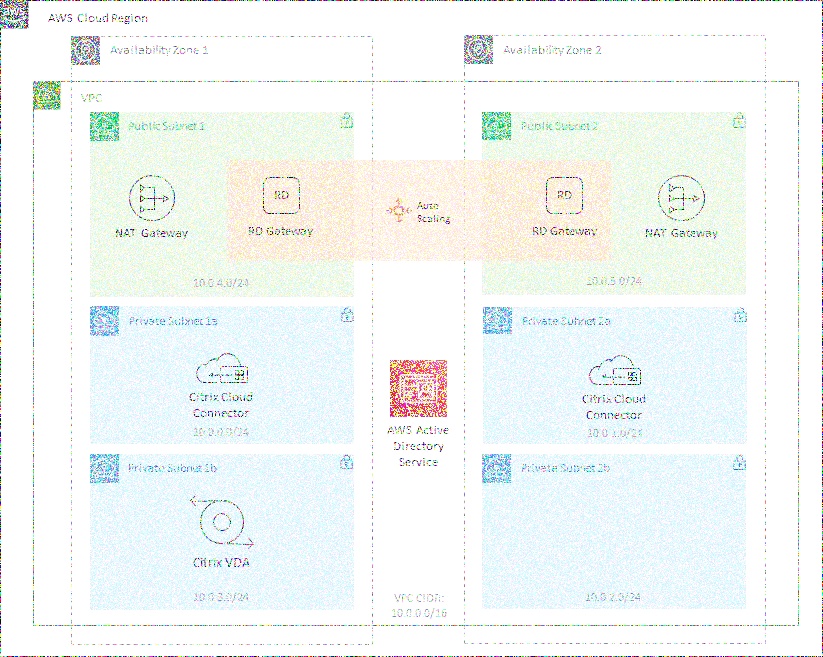 AWS Cloud Region
Availability Zone 1
Availability Zone 2
VPC
Public Subnet 1
Public Subnet 2
RD
RD
Auto
Scaling
NAT Gateway
RD Gateway
RD Gateway
NAT Gateway
10.0.4.0/24
10.0.5.0/24
Private Subnet 1a
Private Subnet 2a
Citrix Cloud
Connector
10.0.0.0/24
Citrix Cloud
Connector
10.0.1.0/24
AWS Active
Directory
Service
Private Subnet 1b
Private Subnet 2b
Citrix VDA
10.0.3.0/24
10.0.2.0/24
VPC CIDR:
10.0.0.0/16